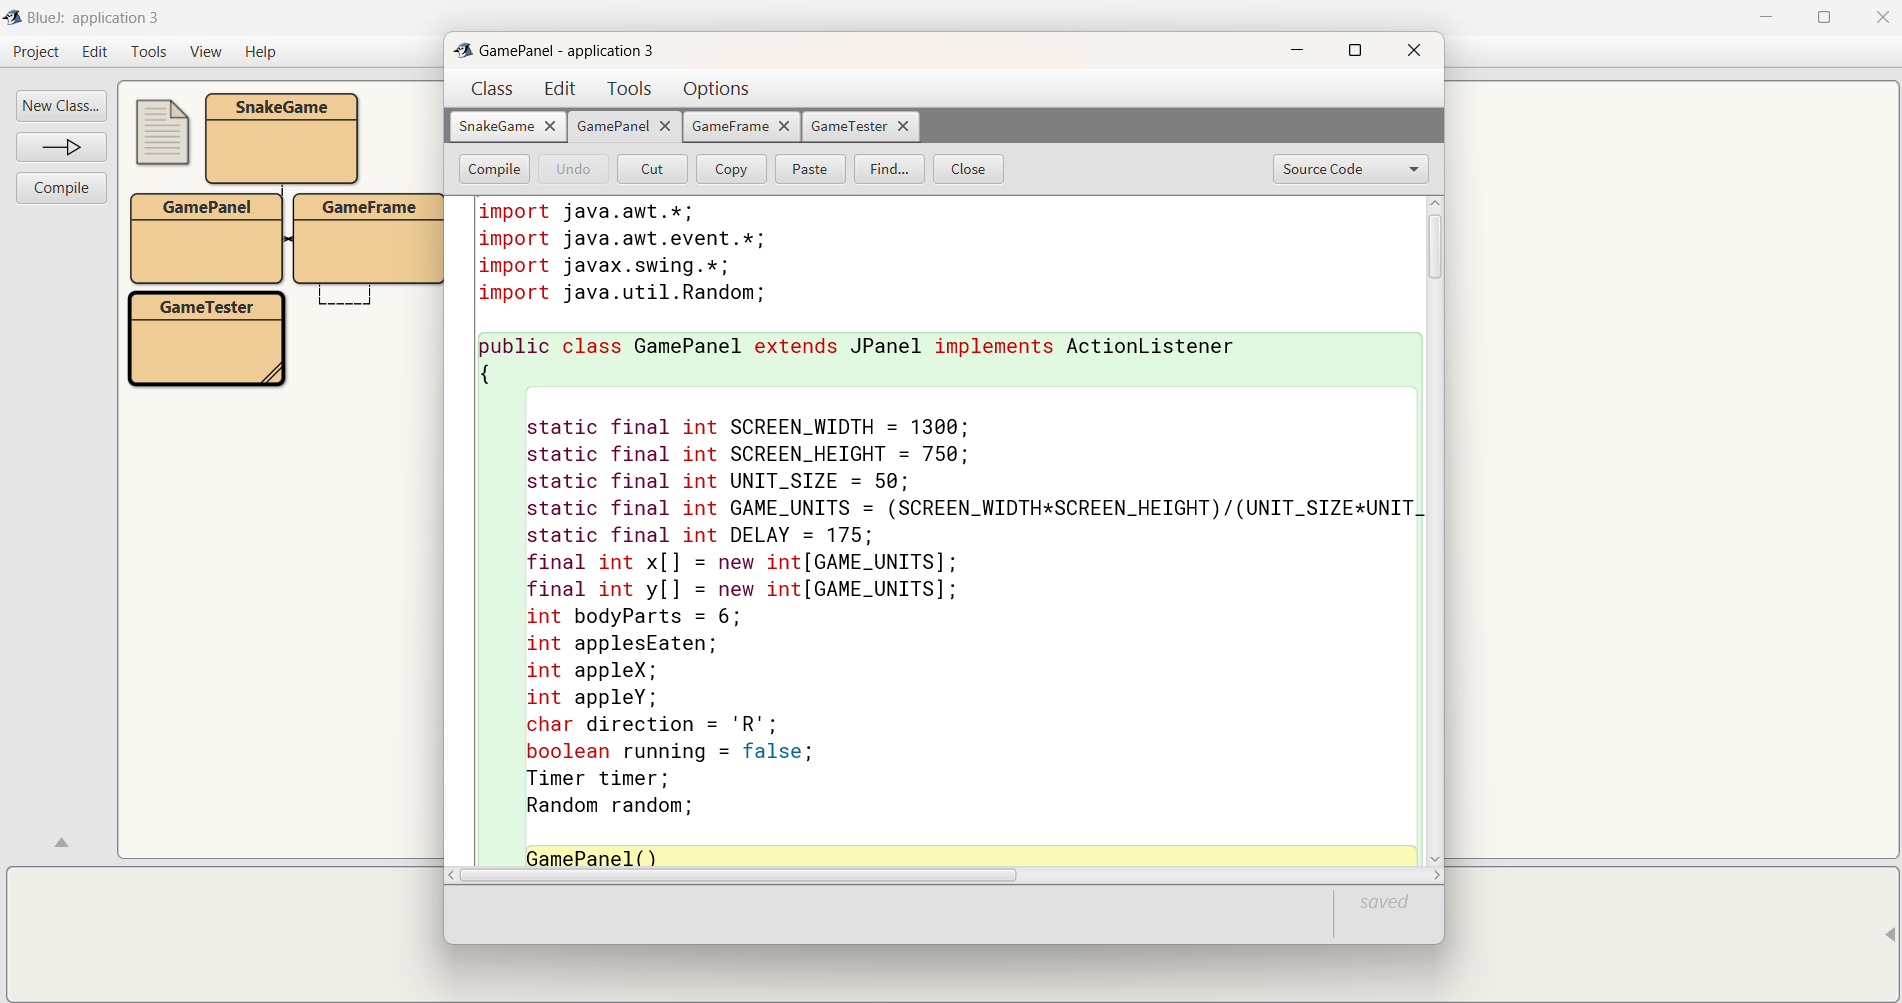 BlueJ: application 3
Project Edit Tools View Help
New Class...
Compile
SnakeGame
GamePanel
GameFrame
GameTester
GamePanel - application 3
Class Edit Tools Options
SnakeGame GamePanel GameFrame GameTester
Compile Undo Cut Copy Paste Find... Close Source Code
import java.awt.*;
import java.awt.event.*;
import javax.swing.*;
import java.util.Random;
public class GamePanel extends JPanel implements ActionListener
{
static final int SCREEN_WIDTH = 1300;
static final int SCREEN_HEIGHT = 750;
static final int UNIT_SIZE = 50;
static final int GAME_UNITS = (SCREEN_WIDTH*SCREEN_HEIGHT)/(UNIT_SIZE*UNIT_
static final int DELAY = 175;
final int x[] = new int[GAME_UNITS];
final int y[] = new int[GAME_UNITS];
int bodyParts = 6;
int applesEaten;
int appleX;
int appleY;
char direction = 'R';
boolean running = false;
Timer timer;
Random random;
GamePanel()
saved